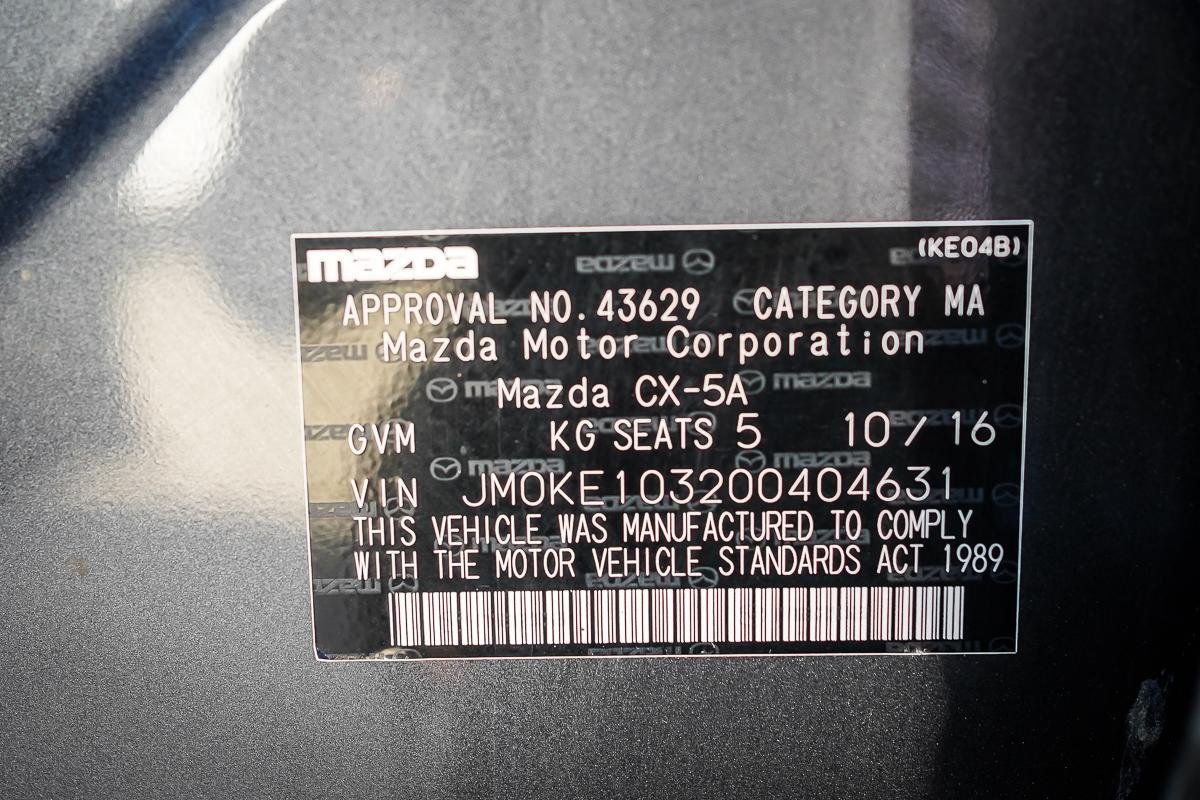 mazda (KE04B)
APPROVAL NO. 43629 CATEGORY MA
Mazda Motor Corporation
Mazda CX-5A
GVM KG SEATS 5 10/16
VIN JM0KE103200404631
THIS VEHICLE WAS MANUFACTURED TO COMPLY
WITH THE MOTOR VEHICLE STANDARDS ACT 1989